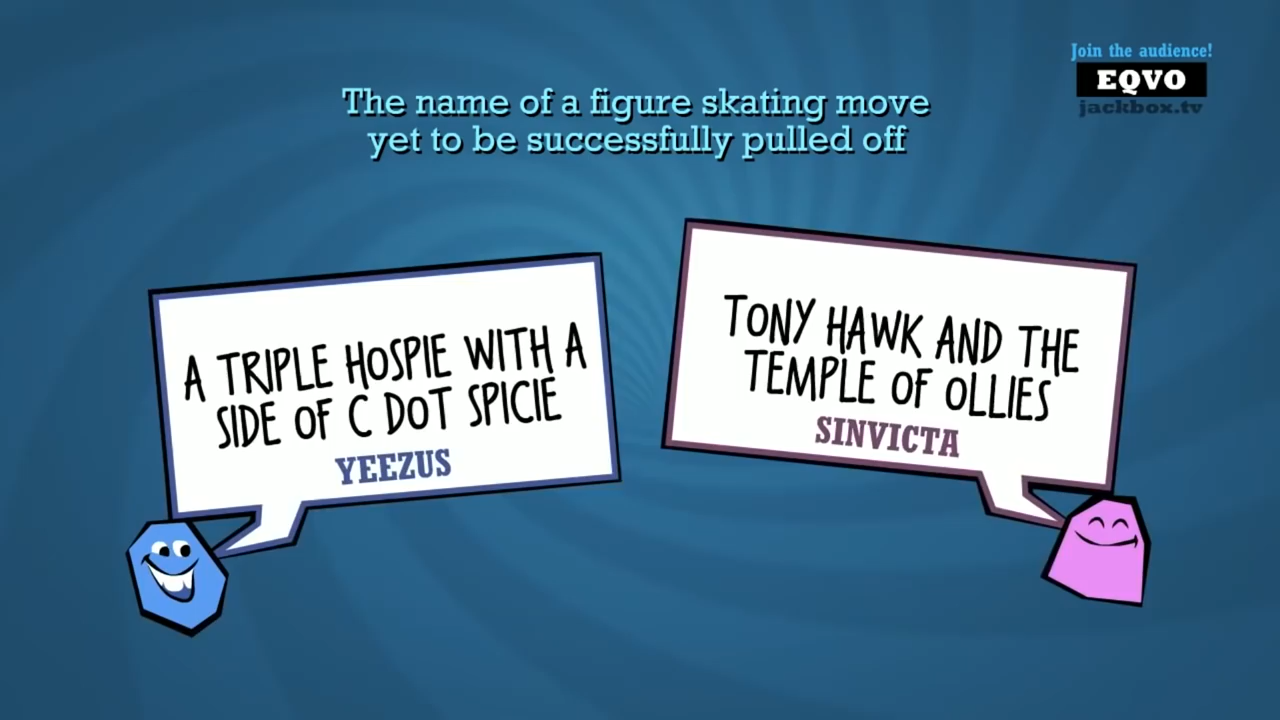 Join the audience!
EQVO
jackbox.tv
The name of a figure skating move
yet to be successfully pulled off
A TRIPLE HOSPIE WITH A
SIDE OF C DOT SPICIE
YEEZUS
TONY HAWK AND THE
TEMPLE OF OLLIES
SINVICTA